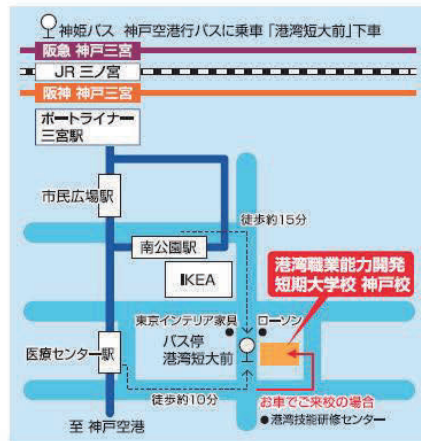 神姫バス 神戸空港行バスに乗車「港湾短大前」下車
阪急 神戸三宮
JR 三ノ宮
阪神 神戸三宮
ポートライナー
三宮駅
市民広場駅
徒歩約15分
南公園駅
IKEA
港湾職業能力開発
短期大学校 神戸校
東京インテリア家具
ローソン
バス停
港湾短大前
医療センター駅
徒歩約10分
お車でご来校の場合
港湾技能研修センター
至 神戸空港